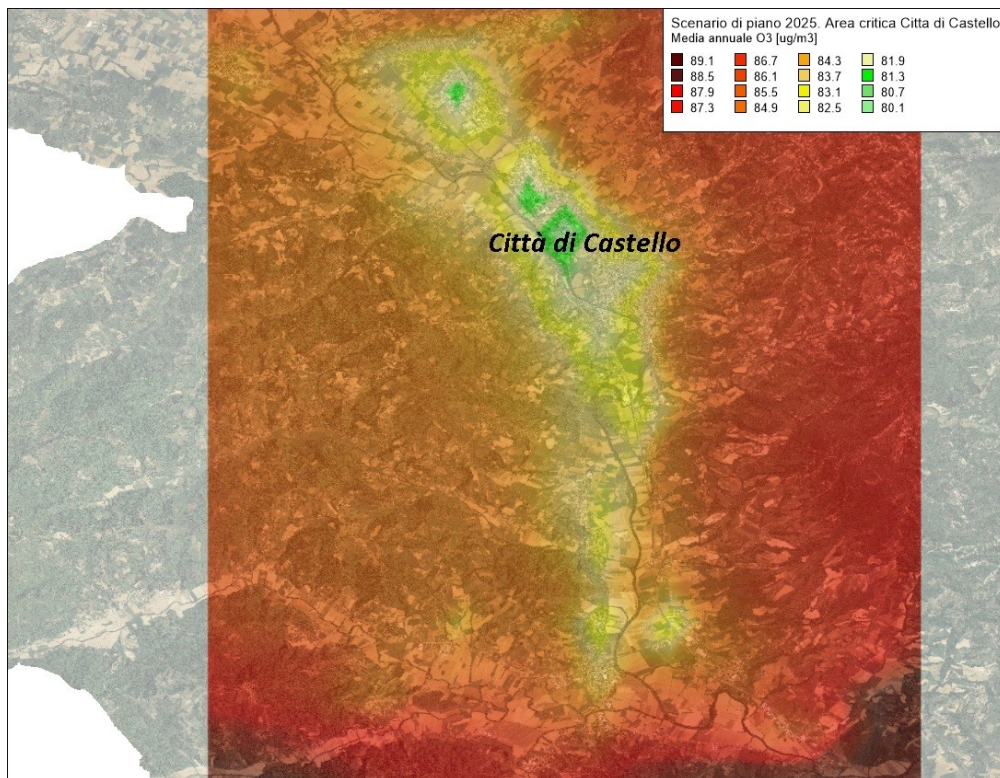 Scenario di piano 2025. Area critica Citta di Castello
Media annuale O3 [ug/m3]
89.1 86.7 84.3 81.9
88.5 86.1 83.7 81.3
87.9 85.5 83.1 80.7
87.3 84.9 82.5 80.1
Città di Castello